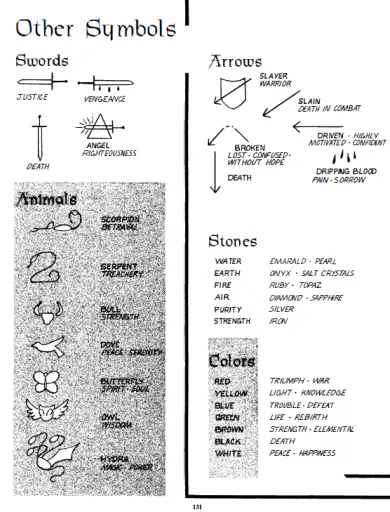 Other Symbols
Swords
JUSTICE
VENGEANCE
DEATH
ANGEL
RIGHTEOUSNESS
Animals
SCORPION
BETRAYAL
SERPENT
TREACHERY
BULL
STRENGTH
DOVE
PEACE · SERENITY
BUTTERFLY
SPIRIT · SOUL
OWL
WISDOM
HYDRA
MAGIC · POWER
Arrows
SLAYER
WARRIOR
SLAIN
DEATH IN COMBAT
BROKEN
LOST · CONFUSED ·
WITHOUT HOPE
DRIVEN · HIGHLY
MOTIVATED · CONFIDENT
DEATH
DRIPPING BLOOD
PAIN · SORROW
Stones
WATER EMARALD · PEARL
EARTH ONYX · SALT CRYSTALS
FIRE RUBY · TOPAZ
AIR DIAMOND · SAPPHIRE
PURITY SILVER
STRENGTH IRON
Colors
RED TRIUMPH · WAR
YELLOW LIGHT · KNOWLEDGE
BLUE TROUBLE · DEFEAT
GREEN LIFE · REBIRTH
BROWN STRENGTH · ELEMENTAL
BLACK DEATH
WHITE PEACE · HAPPINESS
131